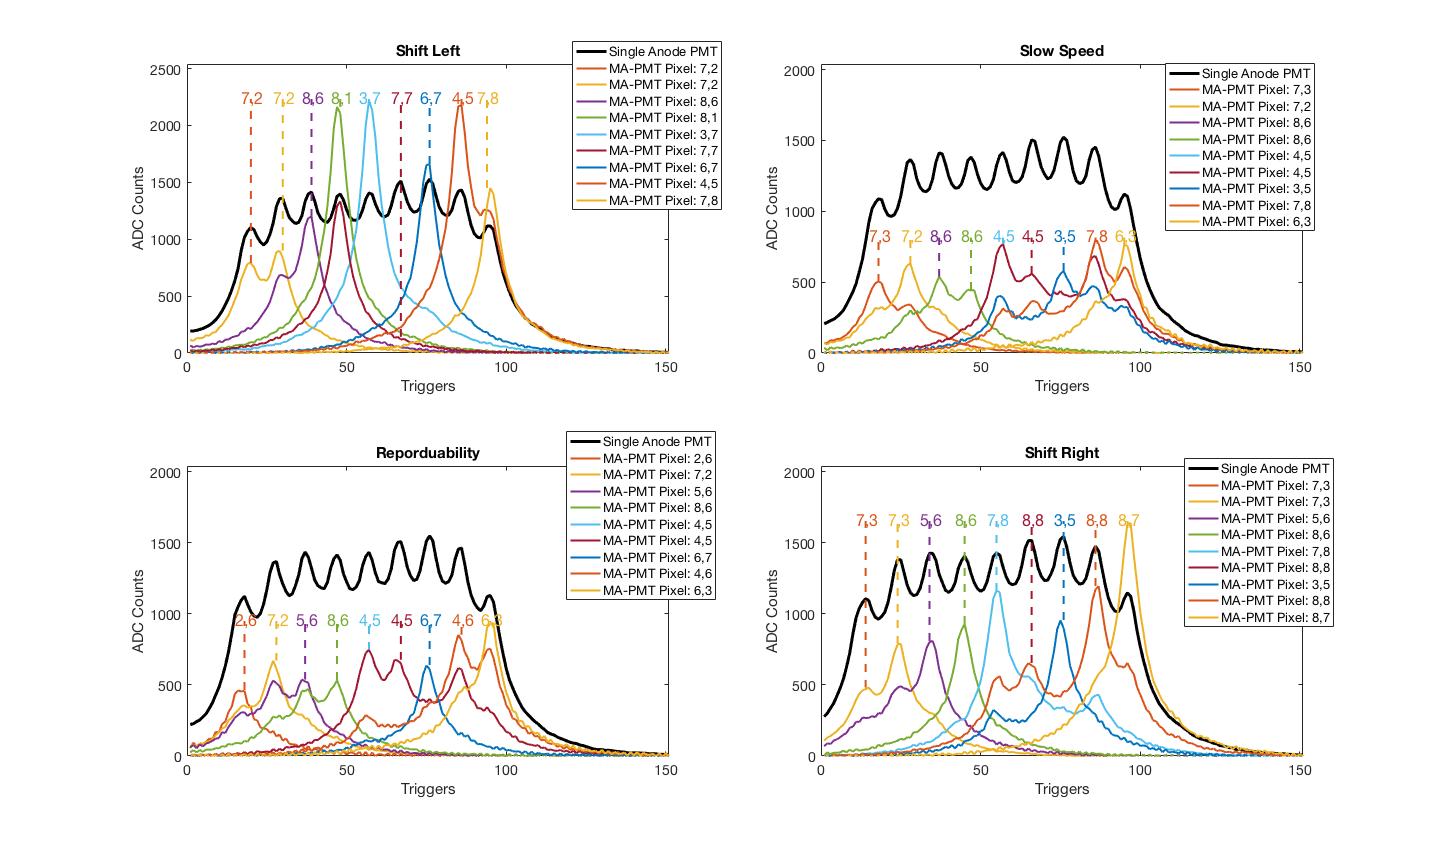 Shift Left
2500
2000
1500
1000
500
0
0
50
100
150
ADC Counts
Triggers
7,2 7,2 8,6 8,1 3,7 7,7 6,7 4,5 7,8
Single Anode PMT
MA-PMT Pixel: 7,2
MA-PMT Pixel: 7,2
MA-PMT Pixel: 8,6
MA-PMT Pixel: 8,1
MA-PMT Pixel: 3,7
MA-PMT Pixel: 7,7
MA-PMT Pixel: 6,7
MA-PMT Pixel: 4,5
MA-PMT Pixel: 7,8
Slow Speed
2000
1500
1000
500
0
0
50
100
150
ADC Counts
Triggers
7,3 7,2 8,6 8,6 4,5 4,5 3,5 7,8 6,3
Single Anode PMT
MA-PMT Pixel: 7,3
MA-PMT Pixel: 7,2
MA-PMT Pixel: 8,6
MA-PMT Pixel: 8,6
MA-PMT Pixel: 4,5
MA-PMT Pixel: 4,5
MA-PMT Pixel: 3,5
MA-PMT Pixel: 7,8
MA-PMT Pixel: 6,3
Reporduability
2000
1500
1000
500
0
0
50
100
150
ADC Counts
Triggers
2,6 7,2 5,6 8,6 4,5 4,5 6,7 4,6 6,3
Single Anode PMT
MA-PMT Pixel: 2,6
MA-PMT Pixel: 7,2
MA-PMT Pixel: 5,6
MA-PMT Pixel: 8,6
MA-PMT Pixel: 4,5
MA-PMT Pixel: 4,5
MA-PMT Pixel: 6,7
MA-PMT Pixel: 4,6
MA-PMT Pixel: 6,3
Shift Right
2000
1500
1000
500
0
0
50
100
150
ADC Counts
Triggers
7,3 7,3 5,6 8,6 7,8 8,8 3,5 8,8 8,7
Single Anode PMT
MA-PMT Pixel: 7,3
MA-PMT Pixel: 7,3
MA-PMT Pixel: 5,6
MA-PMT Pixel: 8,6
MA-PMT Pixel: 7,8
MA-PMT Pixel: 8,8
MA-PMT Pixel: 3,5
MA-PMT Pixel: 8,8
MA-PMT Pixel: 8,7